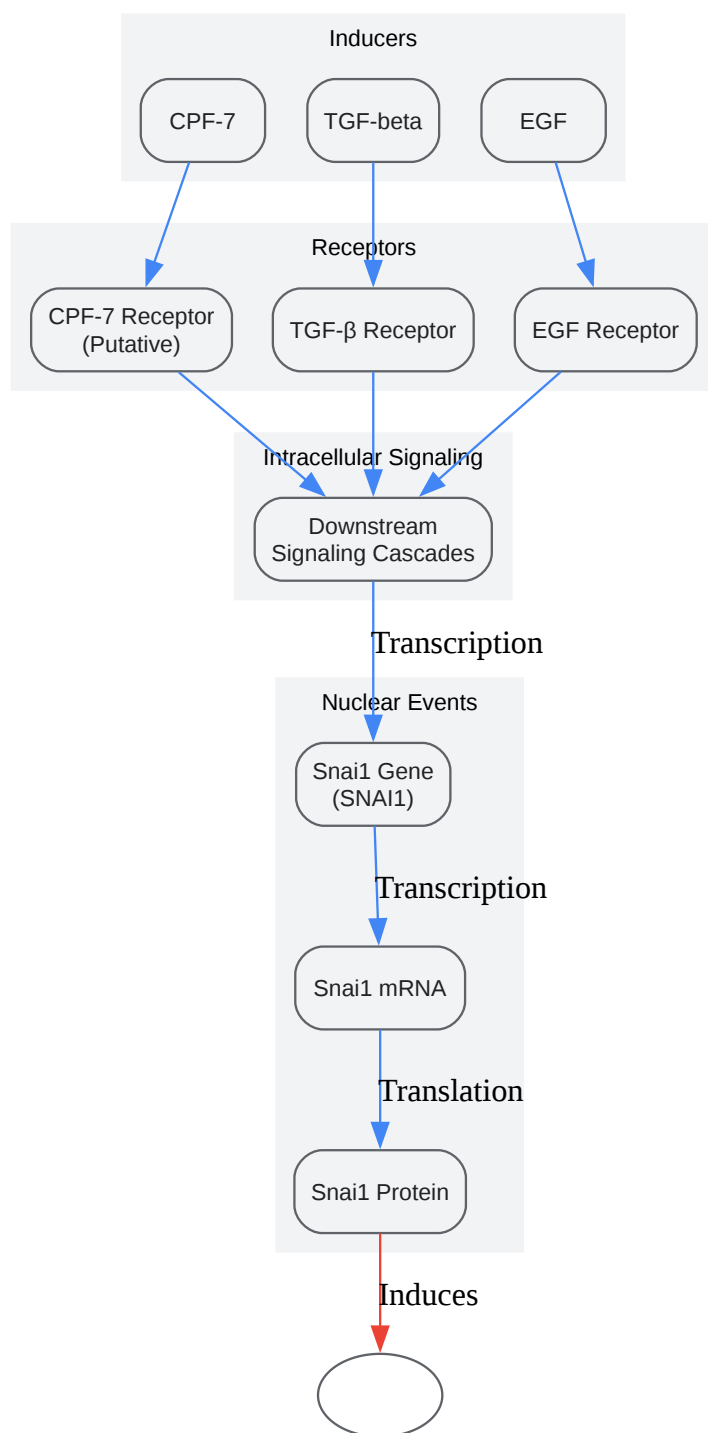 Inducers
CPF-7
TGF-beta
EGF
Receptors
CPF-7 Receptor
(Putative)
TGF-β Receptor
EGF Receptor
Intracellular Signaling
Downstream
Signaling Cascades
Transcription
Nuclear Events
Snai1 Gene
(SNAI1)
Transcription
Snai1 mRNA
Translation
Snai1 Protein
Induces